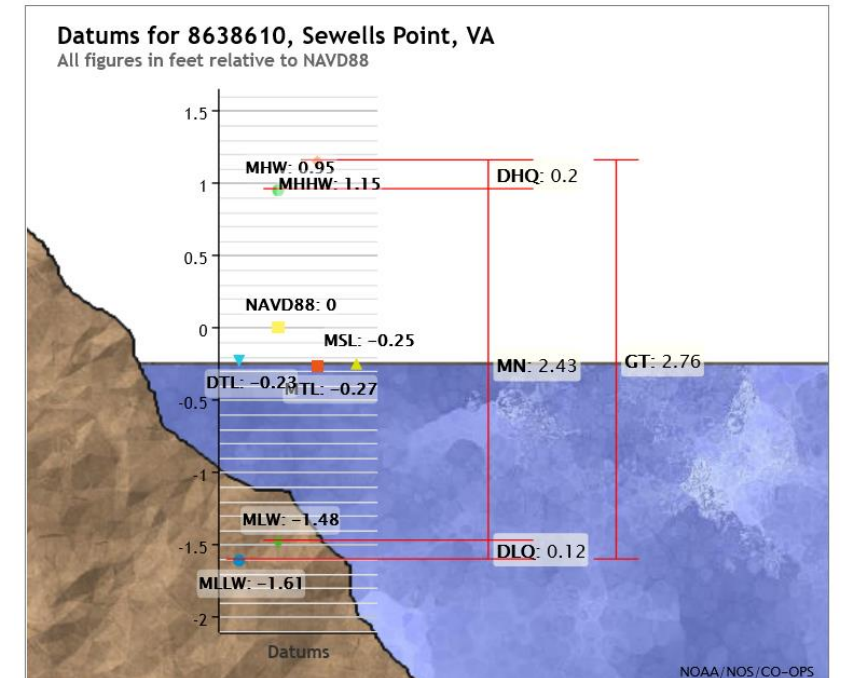 Datums for 8638610, Sewells Point, VA
All figures in feet relative to NAVD88
1.5
MHW: 0.95
DHQ: 0.2
1
MHHW: 1.15
0.5
NAVD88: 0
0
MSL: −0.25
MN: 2.43
GT: 2.76
DTL: −0.23
MTL: −0.27
-0.5
-1
MLW: −1.48
-1.5
DLQ: 0.12
MLLW: −1.61
-2
Datums
NOAA/NOS/CO-OPS